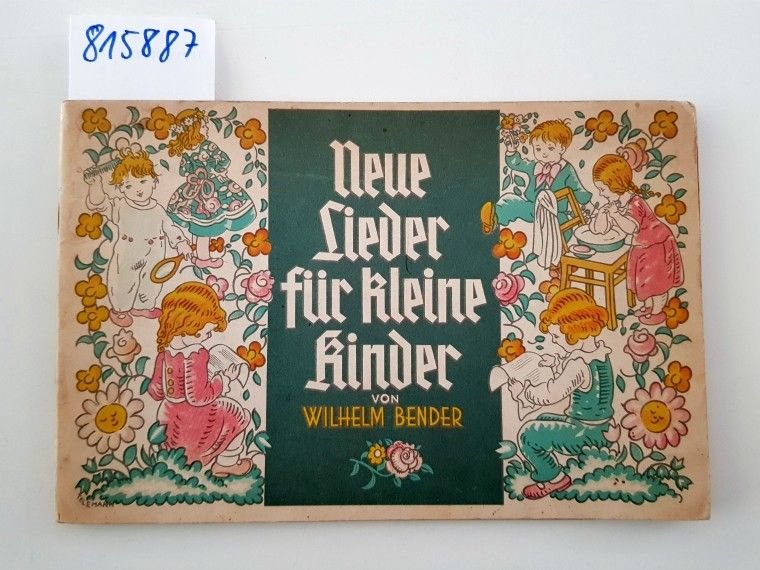 815887
Neue
Lieder
für kleine
Kinder
VON
WILHELM BENDER